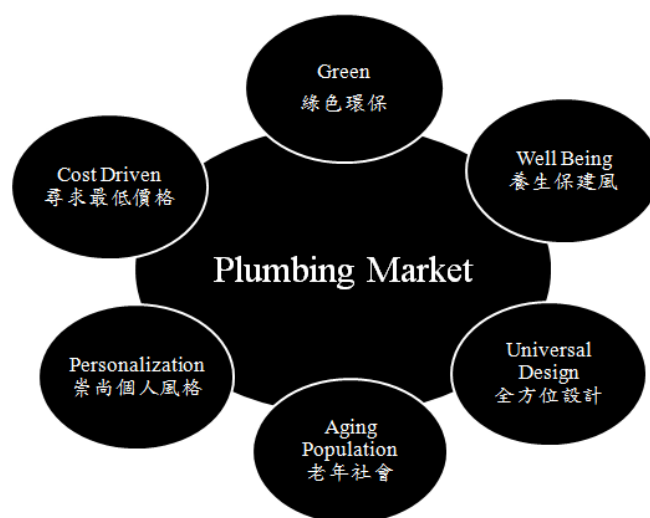 Green
綠色環保
Well Being
養生保建風
Universal
Design
全方位設計
Aging
Population
老年社會
Personalization
崇尚個人風格
Cost Driven
尋求最低價格
Plumbing Market